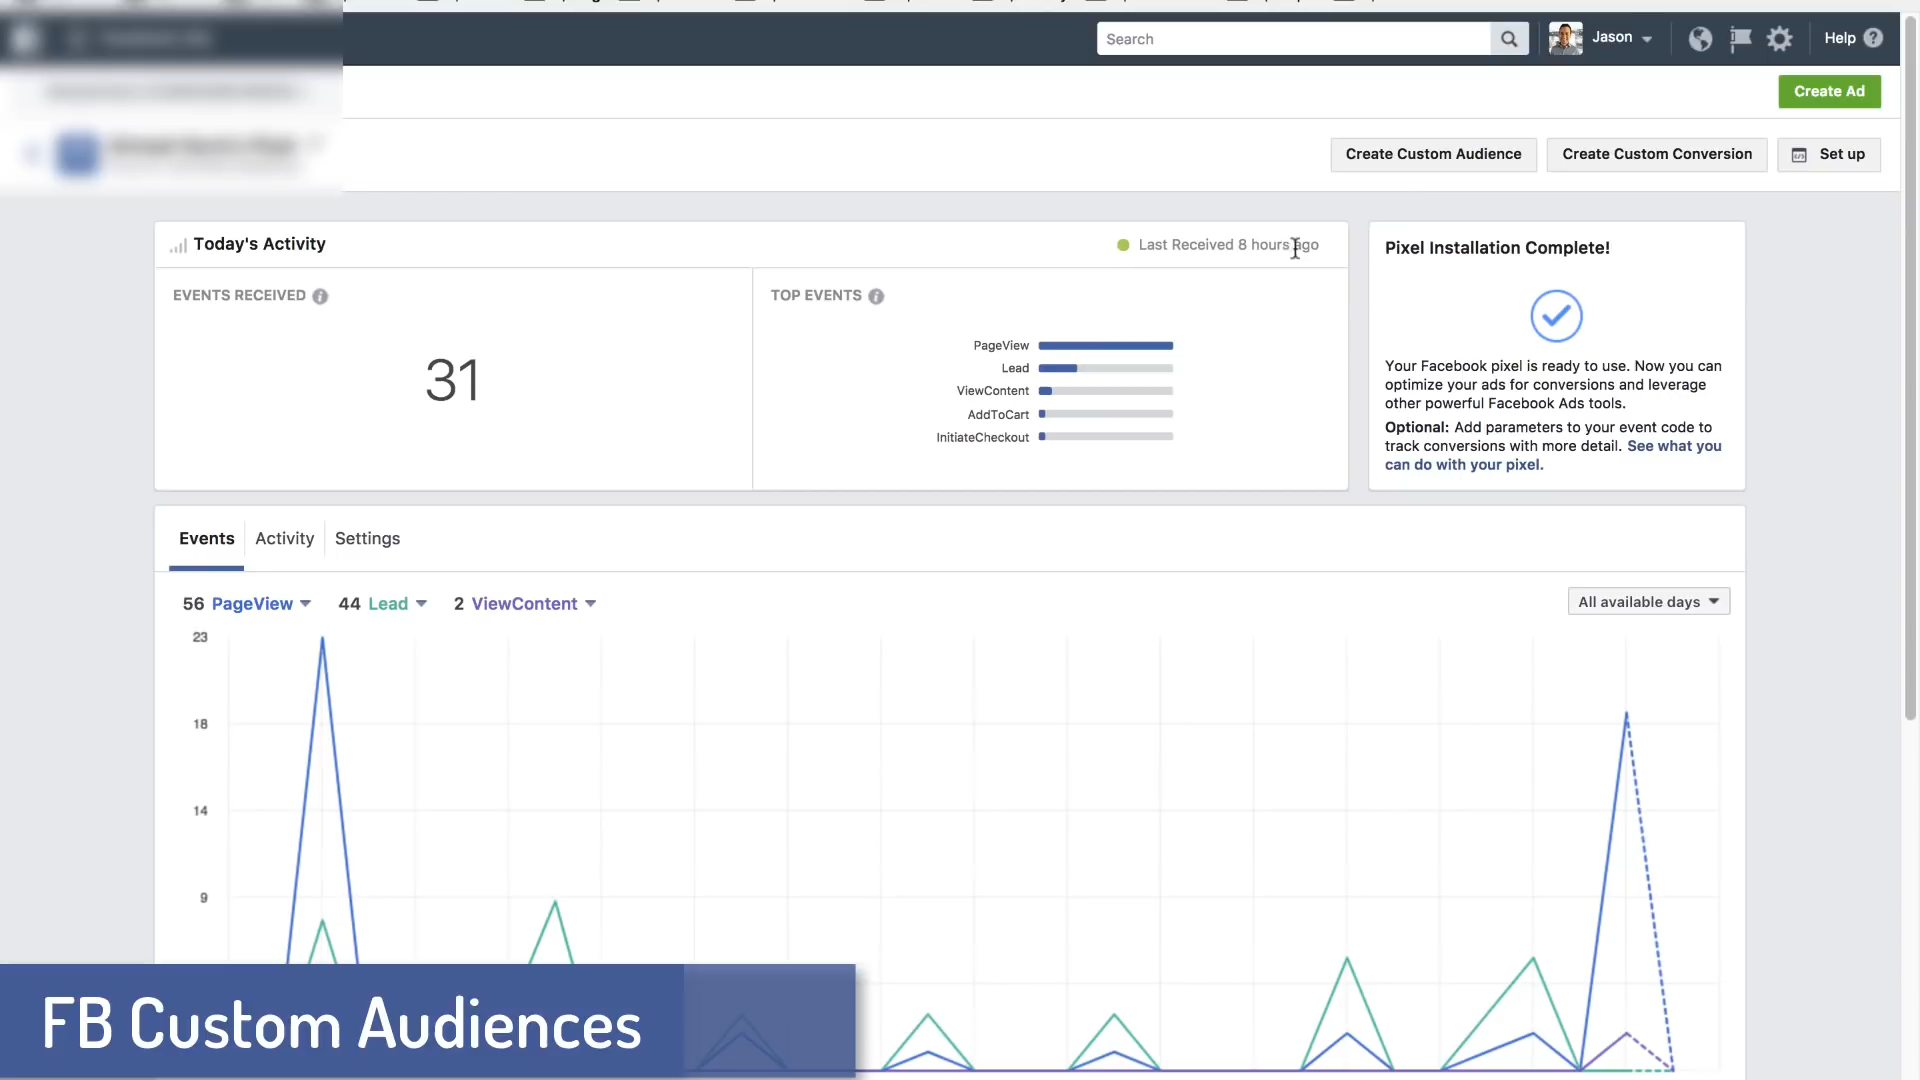 Search
Jason
Help
Create Ad
Create Custom Audience
Create Custom Conversion
Set up
Today's Activity
Last Received 8 hours ago
EVENTS RECEIVED
31
TOP EVENTS
PageView
Lead
ViewContent
AddToCart
InitiateCheckout
Pixel Installation Complete!
Your Facebook pixel is ready to use. Now you can
optimize your ads for conversions and leverage
other powerful Facebook Ads tools.
Optional: Add parameters to your event code to
track conversions with more detail. See what you
can do with your pixel.
Events
Activity
Settings
56 PageView
44 Lead
2 ViewContent
All available days
23
18
14
9
FB Custom Audiences